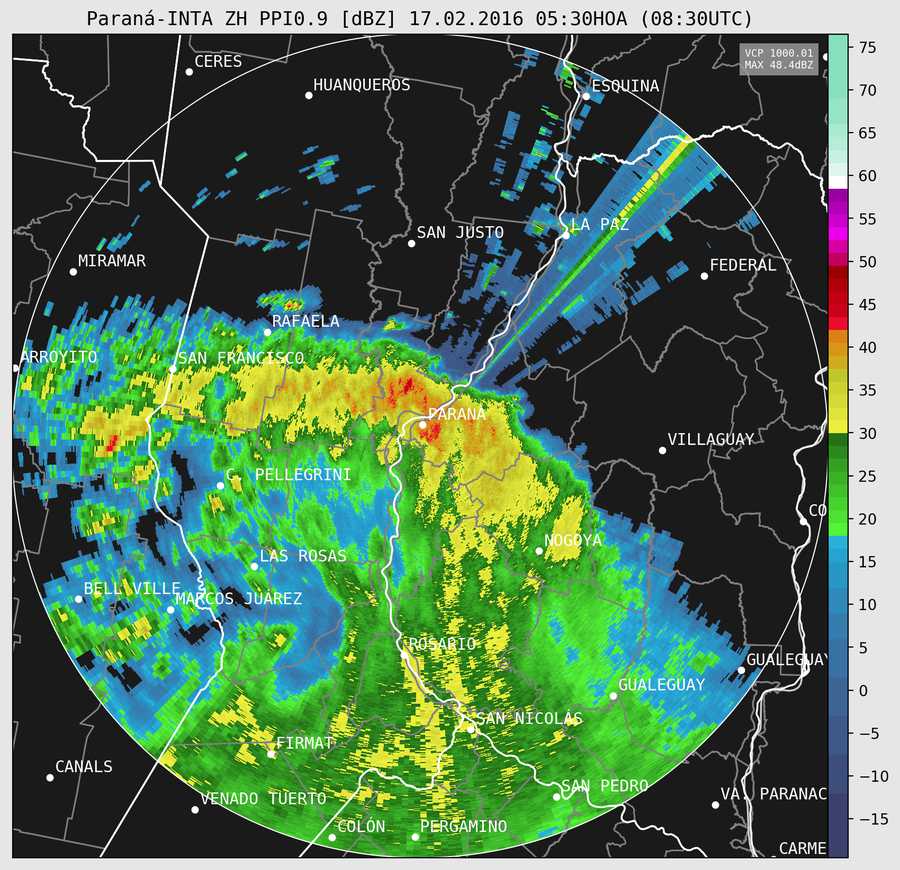 Paraná-INTA ZH PPI0.9 [dBZ] 17.02.2016 05:30HOA (08:30UTC)
VCP 1000.01
MAX 48.4dBZ
CERES
HUANQUEROS
ESQUINA
SAN JUSTO
LA PAZ
MIRAMAR
FEDERAL
RAFAELA
ARROYITO
SAN FRANCISCO
PARANA
VILLAGUAY
C. PELLEGRINI
CO
NOGOYA
LAS ROSAS
BELL VILLE
MARCOS JUAREZ
ROSARIO
GUALEGUAY
GUALEGUAY
SAN NICOLÁS
FIRMAT
CANALS
SAN PEDRO
VENADO TUERTO
VA. PARANAC
COLÓN
PERGAMINO
CARME
75
70
65
60
55
50
45
40
35
30
25
20
15
10
5
0
−5
−10
−15